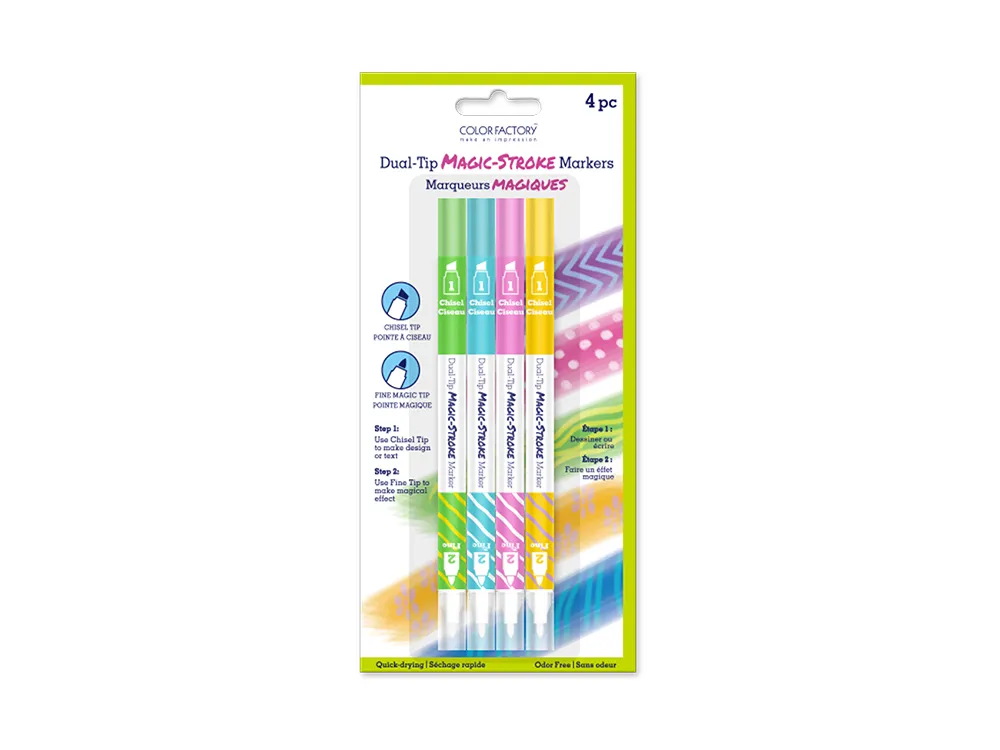 4 pc
COLOR FACTORY™
make an impression
Dual-Tip MAGIC-STROKE Markers
Marqueurs MAGIQUES
1
Chisel
Ciseau
1
Chisel
Ciseau
1
Chisel
Ciseau
1
Chisel
Ciseau
CHISEL TIP
POINTE À CISEAU
FINE MAGIC TIP
POINTE MAGIQUE
Dual-Tip MAGIC-STROKE Marker
Dual-Tip MAGIC-STROKE Marker
Dual-Tip MAGIC-STROKE Marker
Dual-Tip MAGIC-STROKE Marker
Step 1:
Use Chisel Tip
to make design
or text
Step 2:
Use Fine Tip to
make magical
effect
Étape 1 :
Dessiner ou
écrire
Étape 2 :
Faire un éffet
magique
Fine
2
Fine
2
Fine
2
Fine
2
Quick-drying | Séchage rapide
Odor Free | Sans odeur